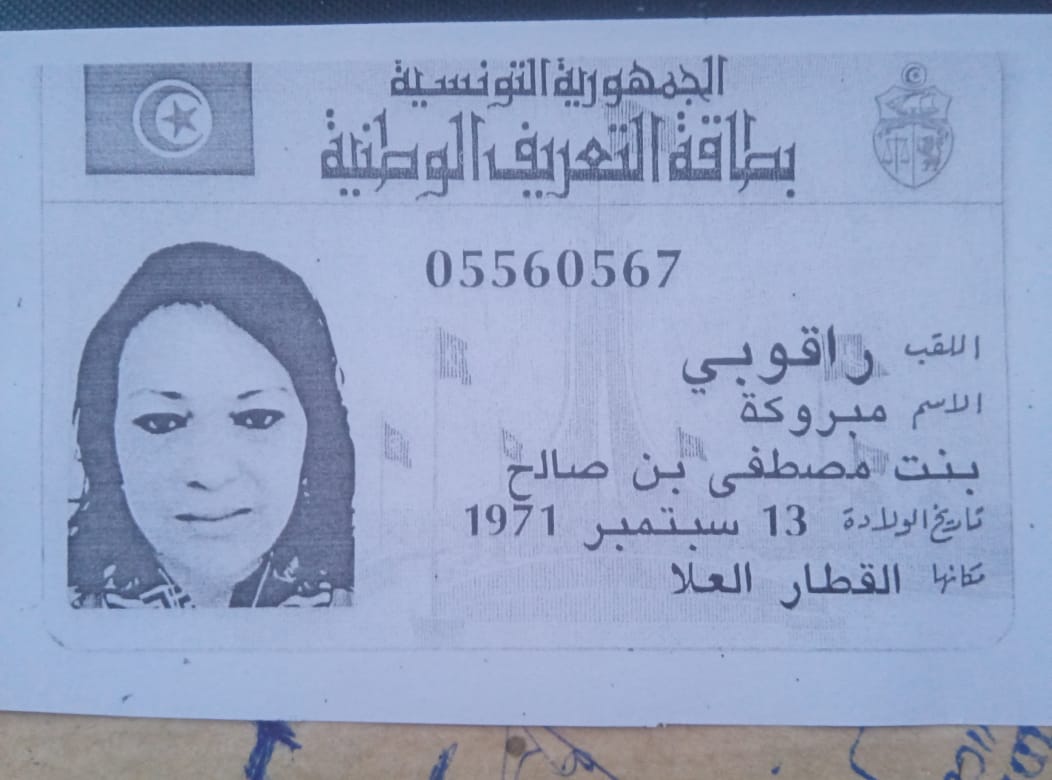 الجمهورية التونسية
بطاقة التعريف الوطنية
05560567
اللقب راقوبي
الاسم مبروكة
بنت مصطفى بن صالح
تاريخ الولادة 13 سبتمبر 1971
مكانها القطار العلا